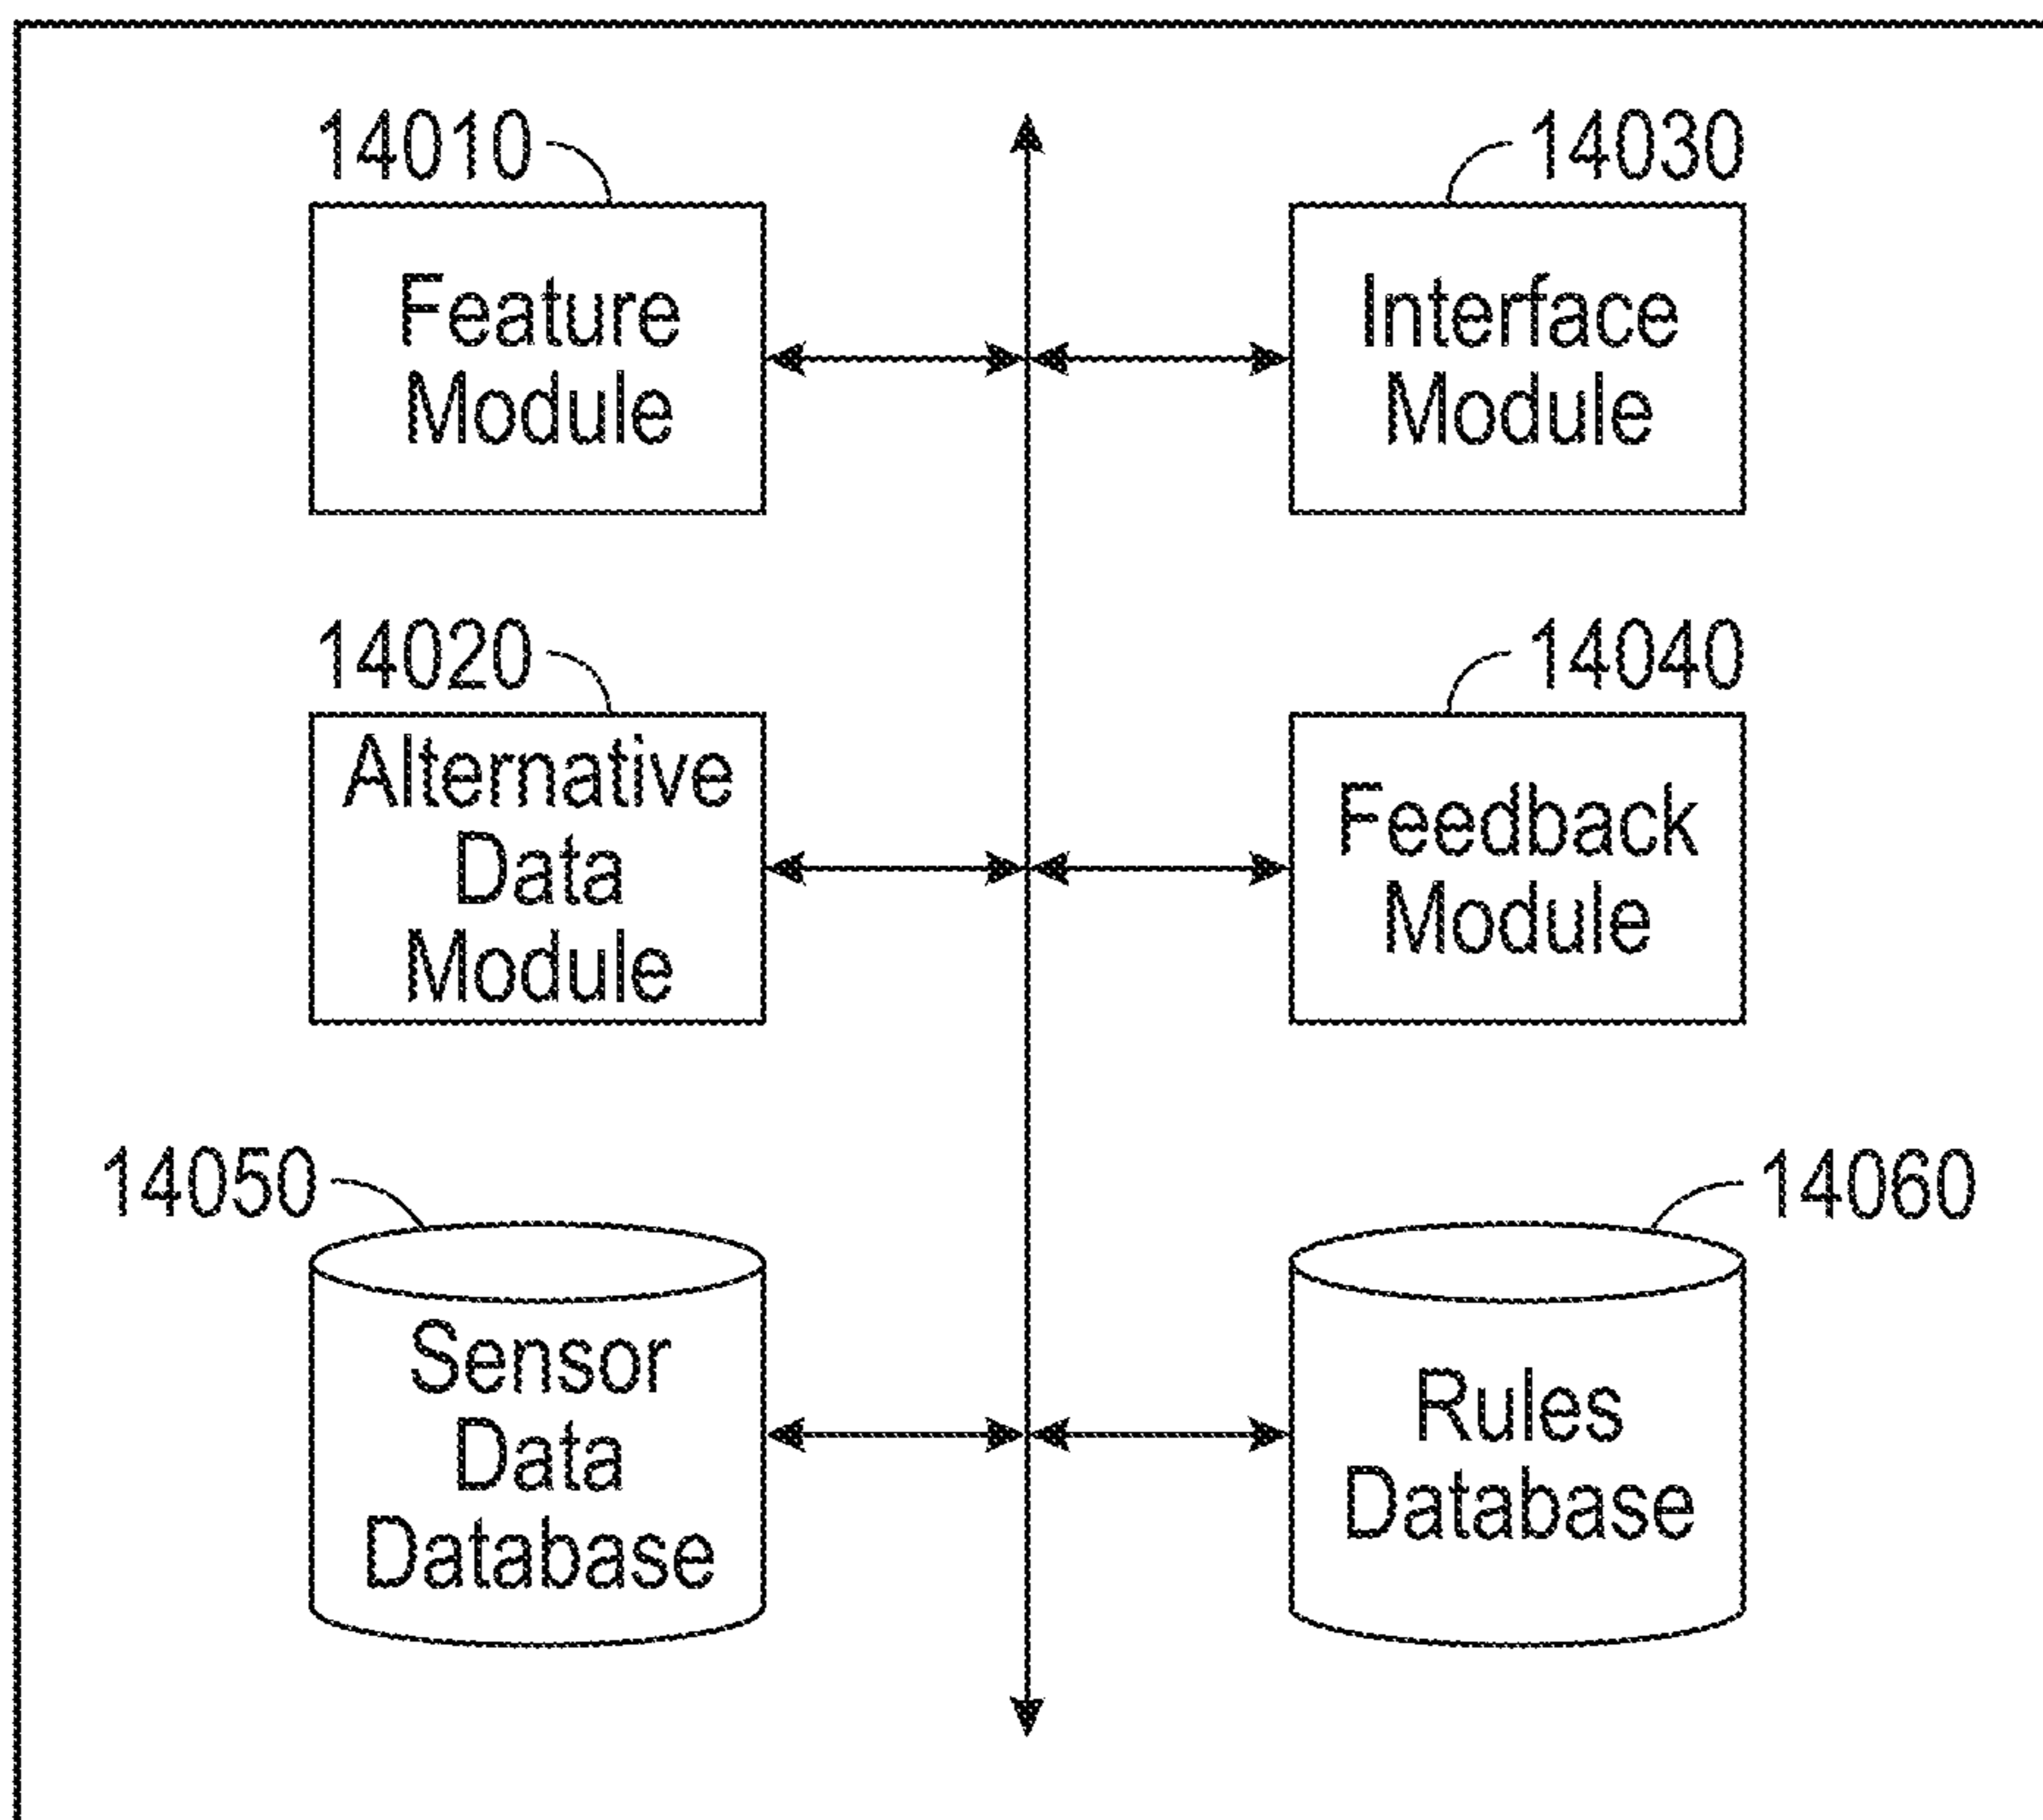 14010
14030
Feature
Module
Interface
Module
14020
14040
Alternative
Data
Module
Feedback
Module
14050
14060
Sensor
Data
Database
Rules
Database